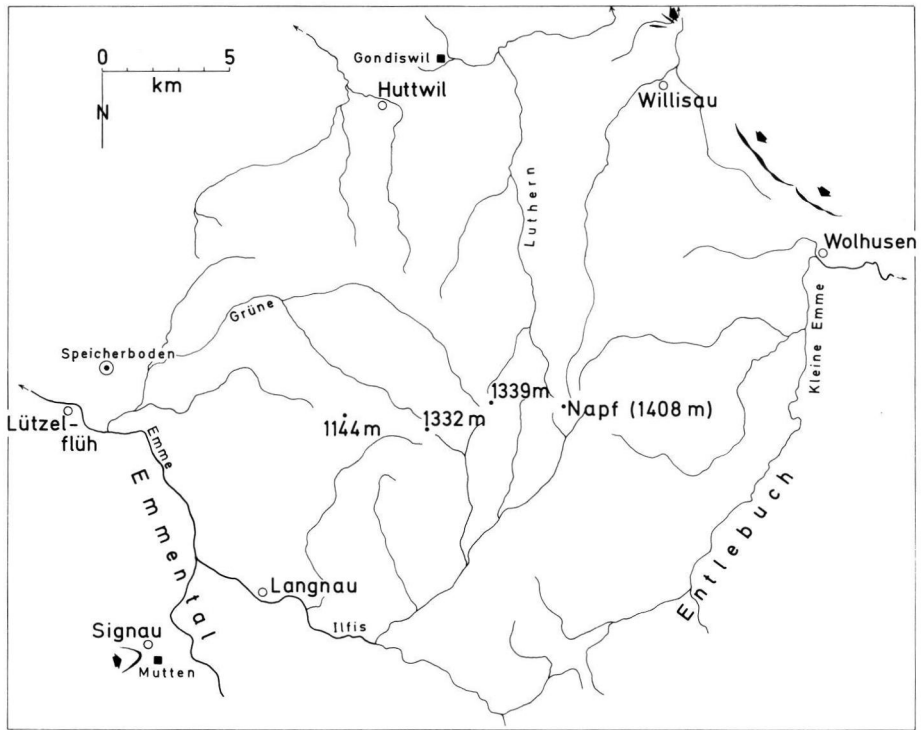 0 5
km
N
Gondiswil
Huttwil
Willisau
Luthern
Wolhusen
Grüne
Speicherboden
Kleine Emme
1339 m
Napf (1408 m)
1332 m
1144 m
Lützel-
flüh
Emme
Emmental
Entlebuch
Langnau
Ilfis
Signau
Mutten